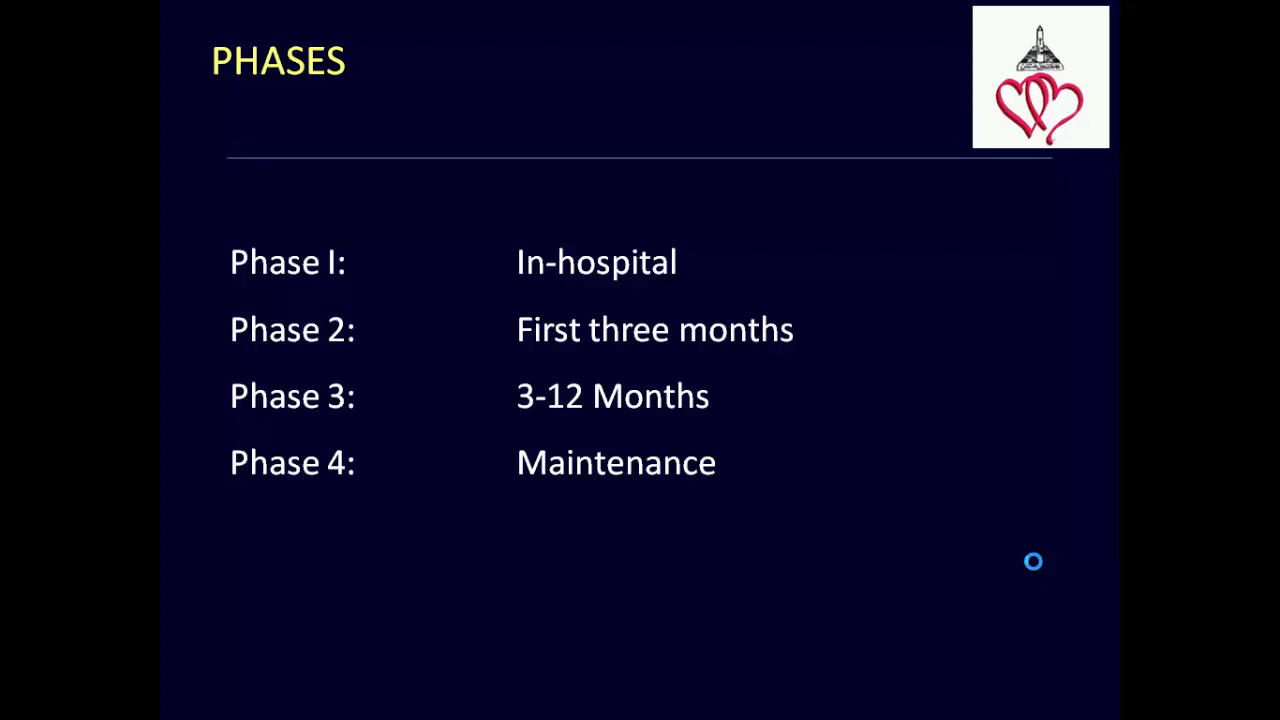 PHASES
Phase I: In-hospital
Phase 2: First three months
Phase 3: 3-12 Months
Phase 4: Maintenance